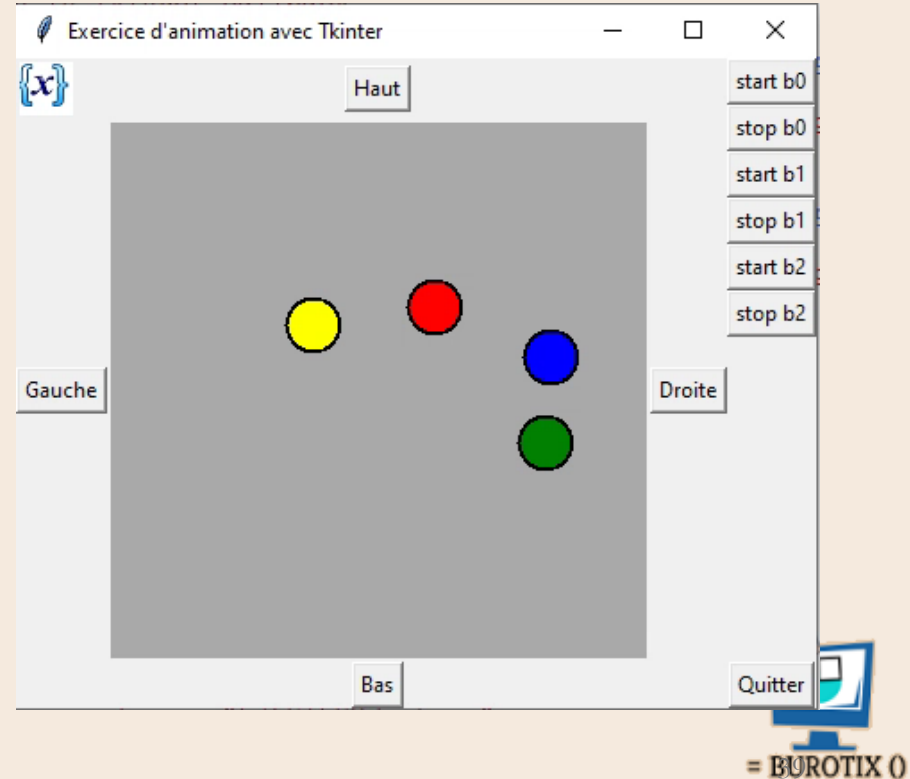 Exercice d'animation avec Tkinter
{x}
Haut
start b0
stop b0
start b1
stop b1
start b2
stop b2
Gauche
Droite
Bas
Quitter
= BUROTIX ()